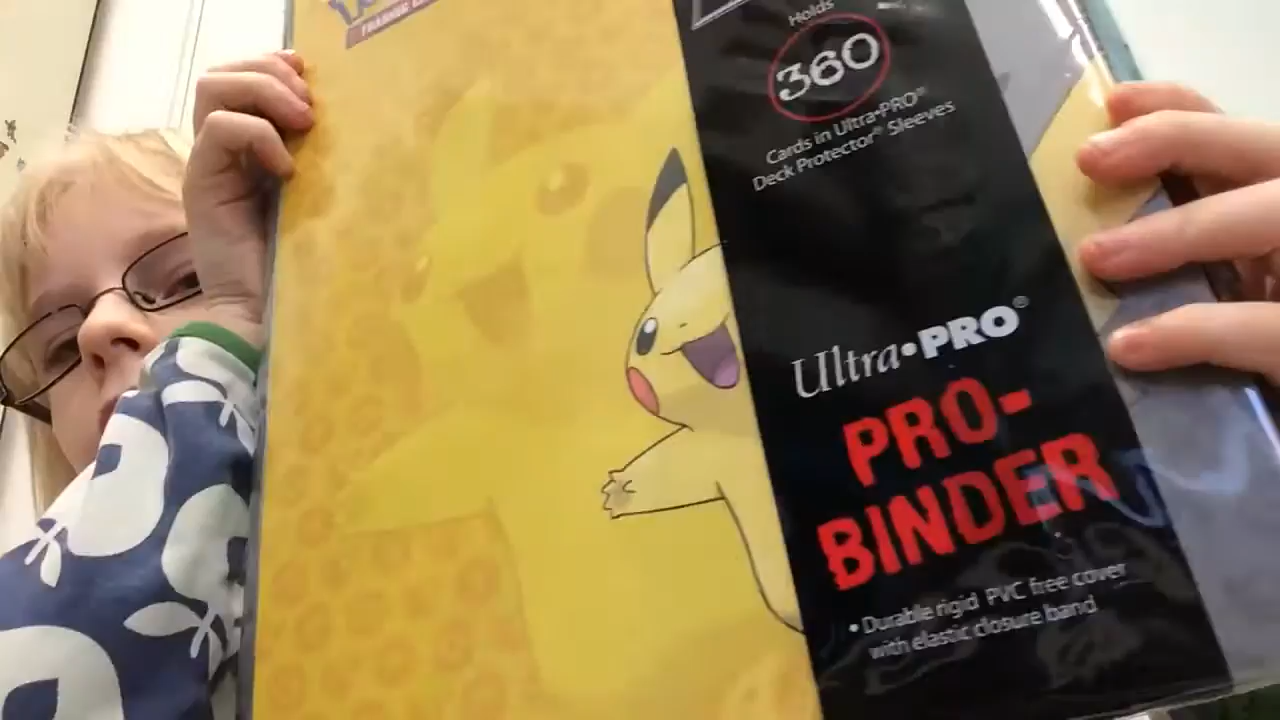 Holds
360
Cards in Ultra•PRO®
Deck Protector® Sleeves
Ultra•PRO®
PRO-
BINDER
• Durable rigid PVC free cover
with elastic closure band